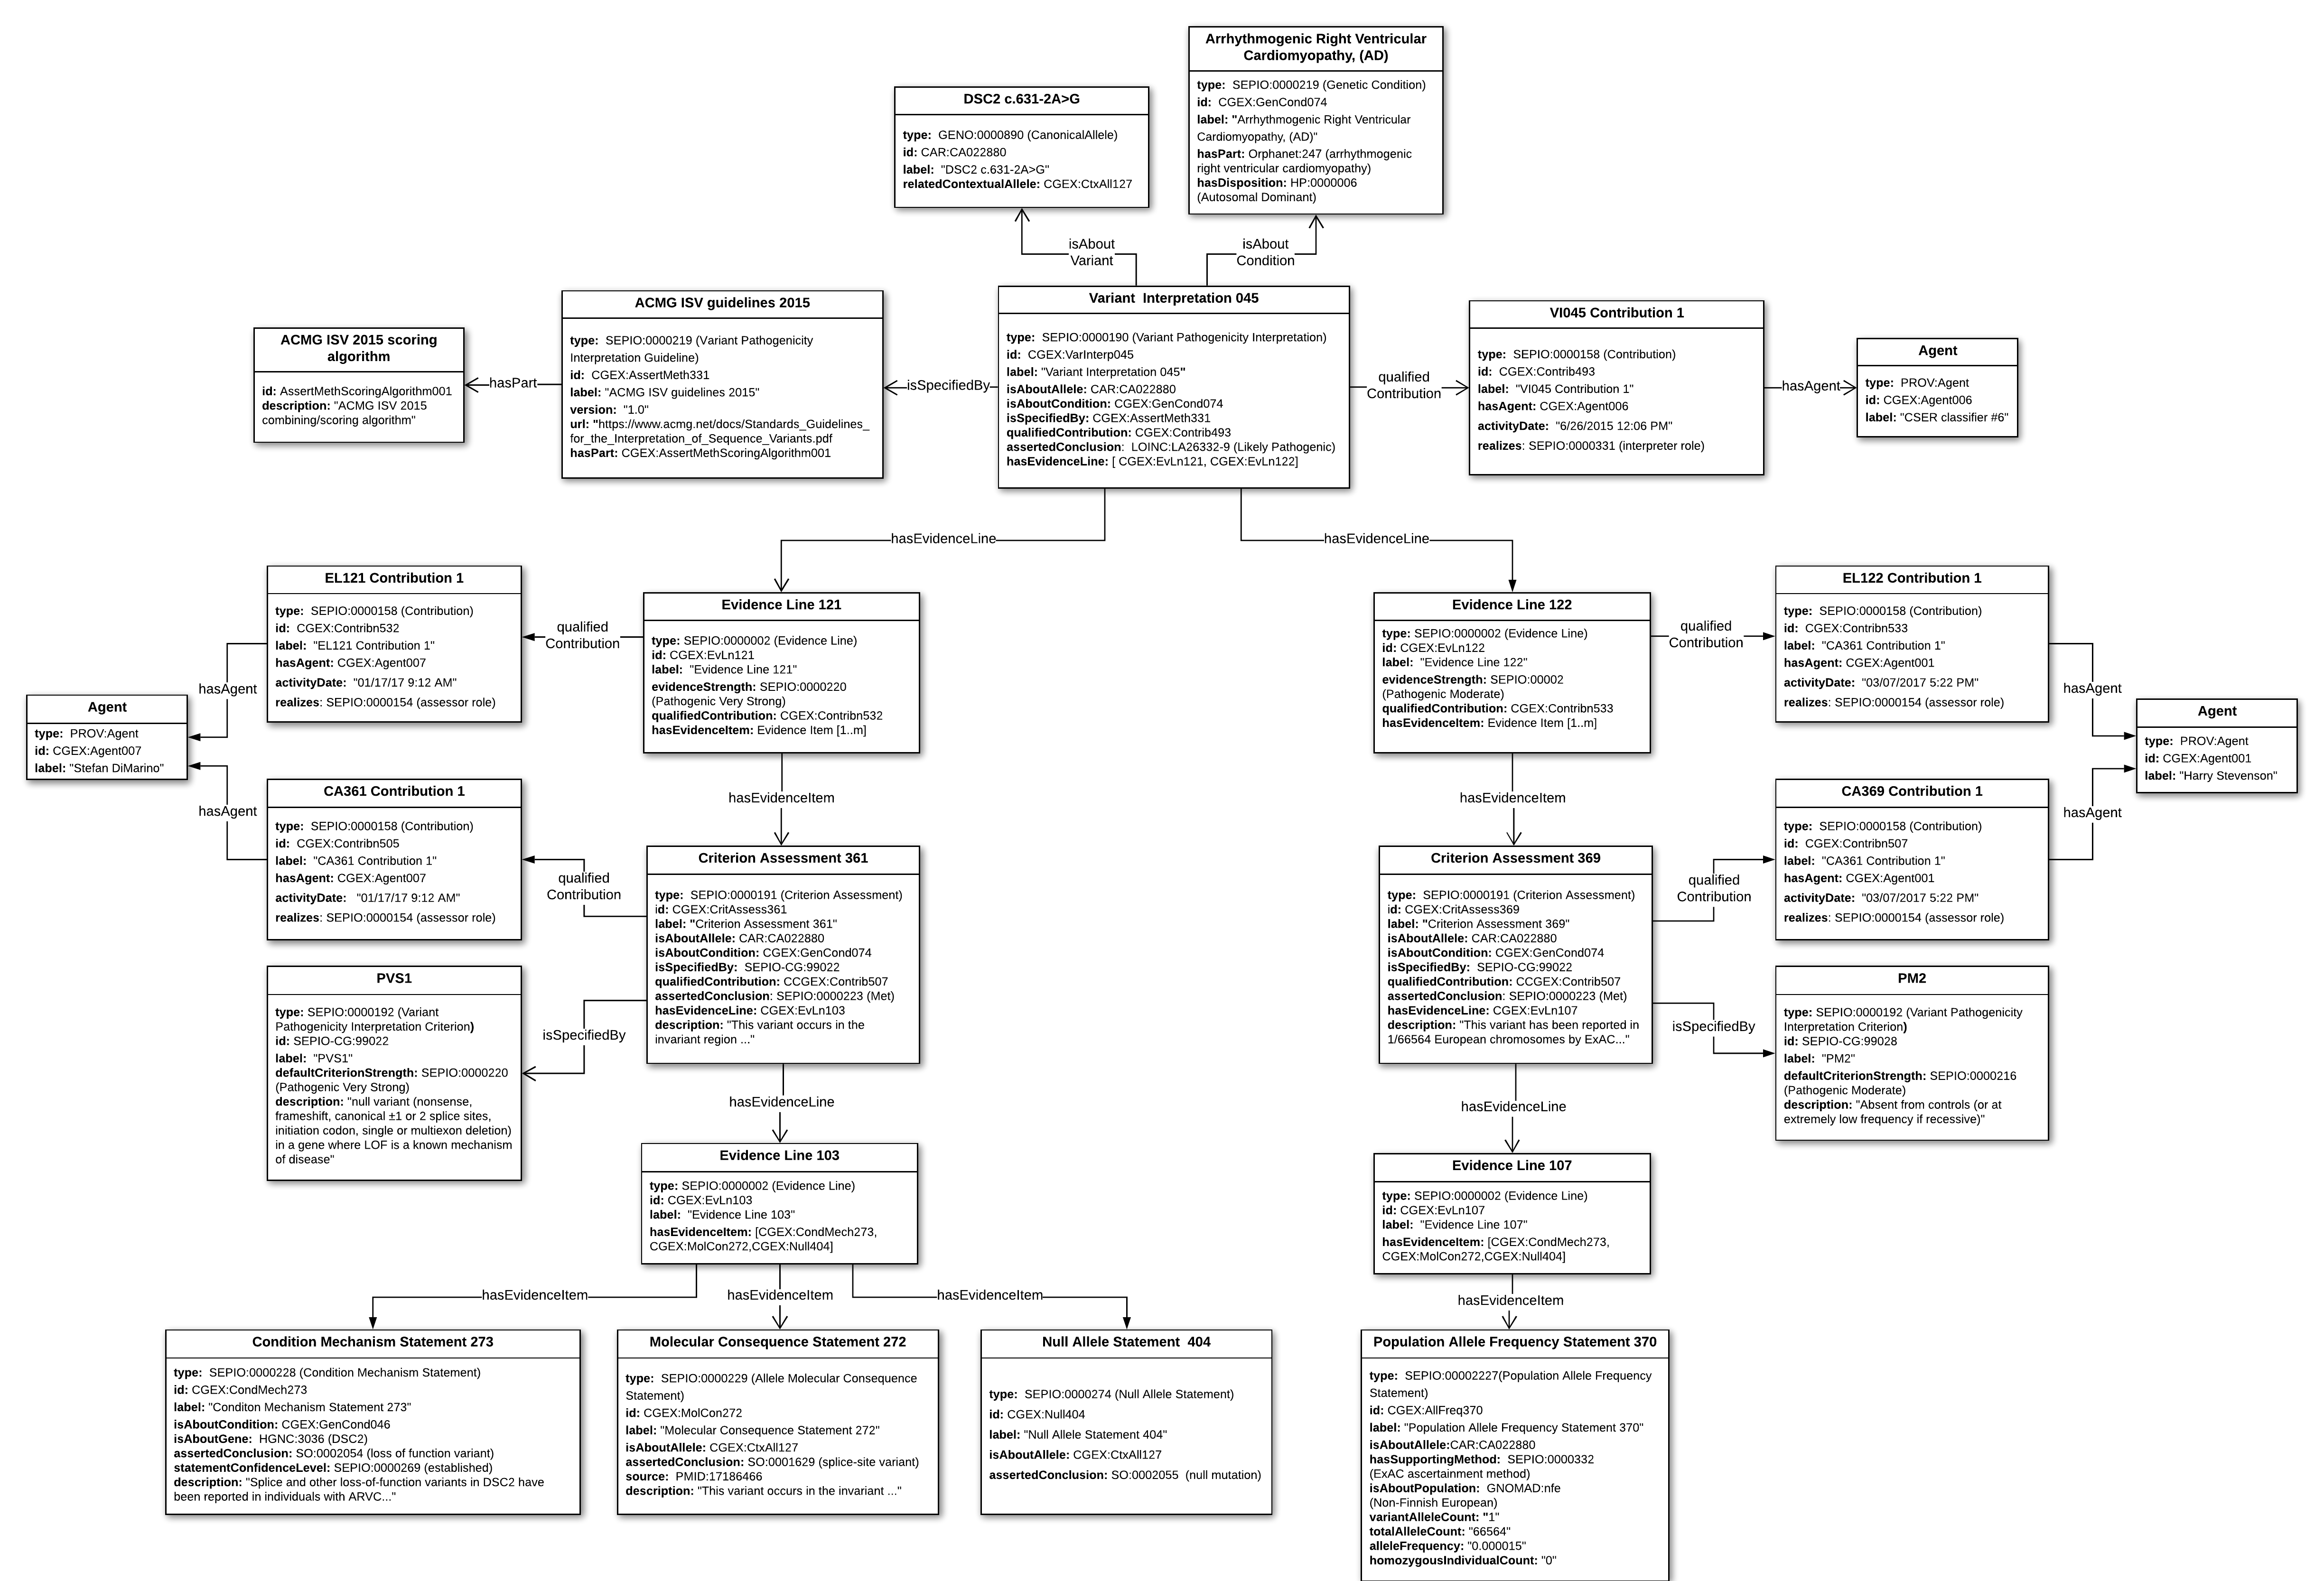 Arrhythmogenic Right Ventricular
Cardiomyopathy, (AD)
type:  SEPIO:0000219 (Genetic Condition)
id:  CGEX:GenCond074
label: "Arrhythmogenic Right Ventricular
Cardiomyopathy, (AD)"
hasPart: Orphanet:247 (arrhythmogenic
right ventricular cardiomyopathy)
hasDisposition: HP:0000006
(Autosomal Dominant)
DSC2 c.631-2A>G
type:  GENO:0000890 (CanonicalAllele)
id: CAR:CA022880
label:  "DSC2 c.631-2A>G"
relatedContextualAllele: CGEX:CtxAll127
isAbout
Variant
isAbout
Condition
ACMG ISV 2015 scoring
algorithm
id: AssertMethScoringAlgorithm001
description: "ACMG ISV 2015
combining/scoring algorithm"
hasPart
ACMG ISV guidelines 2015
type:  SEPIO:0000219 (Variant Pathogenicity
Interpretation Guideline)
id:  CGEX:AssertMeth331
label: "ACMG ISV guidelines 2015"
version:  "1.0"
url: "https://www.acmg.net/docs/Standards_Guidelines_
for_the_Interpretation_of_Sequence_Variants.pdf
hasPart: CGEX:AssertMethScoringAlgorithm001
isSpecifiedBy
Variant  Interpretation 045
type:  SEPIO:0000190 (Variant Pathogenicity Interpretation)
id:  CGEX:VarInterp045
label: "Variant Interpretation 045"
isAboutAllele: CAR:CA022880
isAboutCondition: CGEX:GenCond074
isSpecifiedBy: CGEX:AssertMeth331
qualifiedContribution: CGEX:Contrib493
assertedConclusion:  LOINC:LA26332-9 (Likely Pathogenic)
hasEvidenceLine: [ CGEX:EvLn121, CGEX:EvLn122]
qualified
Contribution
VI045 Contribution 1
type:  SEPIO:0000158 (Contribution)
id:  CGEX:Contrib493
label:  "VI045 Contribution 1"
hasAgent: CGEX:Agent006
activityDate:  "6/26/2015 12:06 PM"
realizes: SEPIO:0000331 (interpreter role)
hasAgent
Agent
type:  PROV:Agent
id: CGEX:Agent006
label: "CSER classifier #6"
hasEvidenceLine
hasEvidenceLine
EL121 Contribution 1
type:  SEPIO:0000158 (Contribution)
id:  CGEX:Contribn532
label:  "EL121 Contribution 1"
hasAgent: CGEX:Agent007
activityDate:  "01/17/17 9:12 AM"
realizes: SEPIO:0000154 (assessor role)
qualified
Contribution
Evidence Line 121
type: SEPIO:0000002 (Evidence Line)
id: CGEX:EvLn121
label:  "Evidence Line 121"
evidenceStrength: SEPIO:0000220
(Pathogenic Very Strong)
qualifiedContribution: CGEX:Contribn532
hasEvidenceItem: Evidence Item [1..m]
Evidence Line 122
type: SEPIO:0000002 (Evidence Line)
id: CGEX:EvLn122
label:  "Evidence Line 122"
evidenceStrength: SEPIO:00002
(Pathogenic Moderate)
qualifiedContribution: CGEX:Contribn533
hasEvidenceItem: Evidence Item [1..m]
qualified
Contribution
EL122 Contribution 1
type:  SEPIO:0000158 (Contribution)
id:  CGEX:Contribn533
label:  "CA361 Contribution 1"
hasAgent: CGEX:Agent001
activityDate:  "03/07/2017 5:22 PM"
realizes: SEPIO:0000154 (assessor role)
hasAgent
hasAgent
Agent
type:  PROV:Agent
id: CGEX:Agent007
label: "Stefan DiMarino"
Agent
type:  PROV:Agent
id: CGEX:Agent001
label: "Harry Stevenson"
hasAgent
hasAgent
hasEvidenceItem
hasEvidenceItem
CA361 Contribution 1
type:  SEPIO:0000158 (Contribution)
id:  CGEX:Contribn505
label:  "CA361 Contribution 1"
hasAgent: CGEX:Agent007
activityDate:   "01/17/17 9:12 AM"
realizes: SEPIO:0000154 (assessor role)
qualified
Contribution
Criterion Assessment 361
type:  SEPIO:0000191 (Criterion Assessment)
id: CGEX:CritAssess361
label: "Criterion Assessment 361"
isAboutAllele: CAR:CA022880
isAboutCondition: CGEX:GenCond074
isSpecifiedBy:  SEPIO-CG:99022
qualifiedContribution: CCGEX:Contrib507
assertedConclusion: SEPIO:0000223 (Met)
hasEvidenceLine: CGEX:EvLn103
description: "This variant occurs in the
invariant region ..."
Criterion Assessment 369
type:  SEPIO:0000191 (Criterion Assessment)
id: CGEX:CritAssess369
label: "Criterion Assessment 369"
isAboutAllele: CAR:CA022880
isAboutCondition: CGEX:GenCond074
isSpecifiedBy:  SEPIO-CG:99022
qualifiedContribution: CCGEX:Contrib507
assertedConclusion: SEPIO:0000223 (Met)
hasEvidenceLine: CGEX:EvLn107
description: "This variant has been reported in
1/66564 European chromosomes by ExAC..."
qualified
Contribution
CA369 Contribution 1
type:  SEPIO:0000158 (Contribution)
id:  CGEX:Contribn507
label:  "CA361 Contribution 1"
hasAgent: CGEX:Agent001
activityDate:  "03/07/2017 5:22 PM"
realizes: SEPIO:0000154 (assessor role)
PVS1
type: SEPIO:0000192 (Variant
Pathogenicity Interpretation Criterion)
id: SEPIO-CG:99022
label:  "PVS1"
defaultCriterionStrength: SEPIO:0000220
(Pathogenic Very Strong)
description: "null variant (nonsense,
frameshift, canonical ±1 or 2 splice sites,
initiation codon, single or multiexon deletion)
in a gene where LOF is a known mechanism
of disease"
isSpecifiedBy
isSpecifiedBy
PM2
type: SEPIO:0000192 (Variant Pathogenicity
Interpretation Criterion)
id: SEPIO-CG:99028
label:  "PM2"
defaultCriterionStrength: SEPIO:0000216
(Pathogenic Moderate)
description: "Absent from controls (or at
extremely low frequency if recessive)"
hasEvidenceLine
hasEvidenceLine
Evidence Line 103
type: SEPIO:0000002 (Evidence Line)
id: CGEX:EvLn103
label:  "Evidence Line 103"
hasEvidenceItem: [CGEX:CondMech273,
CGEX:MolCon272,CGEX:Null404]
Evidence Line 107
type: SEPIO:0000002 (Evidence Line)
id: CGEX:EvLn107
label:  "Evidence Line 107"
hasEvidenceItem: [CGEX:CondMech273,
CGEX:MolCon272,CGEX:Null404]
hasEvidenceItem
hasEvidenceItem
hasEvidenceItem
hasEvidenceItem
Condition Mechanism Statement 273
type:  SEPIO:0000228 (Condition Mechanism Statement)
id: CGEX:CondMech273
label: "Conditon Mechanism Statement 273"
isAboutCondition: CGEX:GenCond046
isAboutGene:  HGNC:3036 (DSC2)
assertedConclusion: SO:0002054 (loss of function variant)
statementConfidenceLevel: SEPIO:0000269 (established)
description: "Splice and other loss-of-function variants in DSC2 have
been reported in individuals with ARVC..."
Molecular Consequence Statement 272
type:  SEPIO:0000229 (Allele Molecular Consequence
Statement)
id: CGEX:MolCon272
label: "Molecular Consequence Statement 272"
isAboutAllele: CGEX:CtxAll127
assertedConclusion: SO:0001629 (splice-site variant)
source:  PMID:17186466
description: "This variant occurs in the invariant ..."
Null Allele Statement  404
type:  SEPIO:0000274 (Null Allele Statement)
id: CGEX:Null404
label: "Null Allele Statement 404"
isAboutAllele: CGEX:CtxAll127
assertedConclusion: SO:0002055  (null mutation)
Population Allele Frequency Statement 370
type:  SEPIO:00002227(Population Allele Frequency
Statement)
id: CGEX:AllFreq370
label: "Population Allele Frequency Statement 370"
isAboutAllele:CAR:CA022880
hasSupportingMethod:  SEPIO:0000332
(ExAC ascertainment method)
isAboutPopulation:  GNOMAD:nfe
(Non-Finnish European)
variantAlleleCount: "1"
totalAlleleCount: "66564"
alleleFrequency: "0.000015"
homozygousIndividualCount: "0"